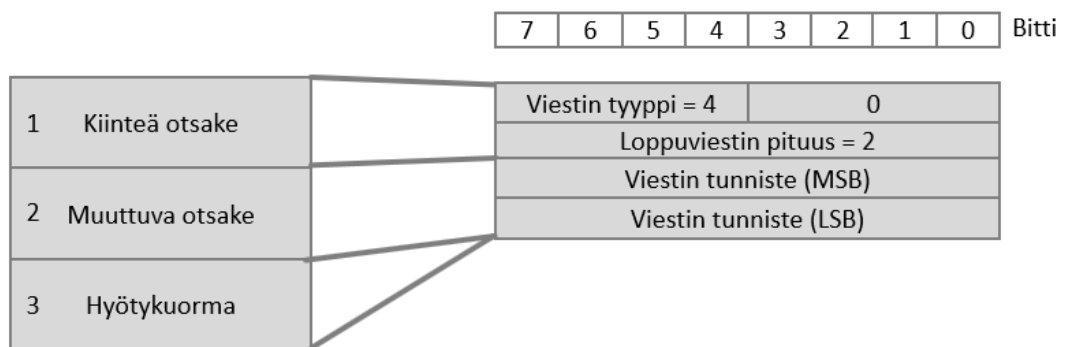 7 6 5 4 3 2 1 0 Bitti
1 Kiinteä otsake
2 Muuttuva otsake
3 Hyötykuorma
Viestin tyyppi = 4 0
Loppuviestin pituus = 2
Viestin tunniste (MSB)
Viestin tunniste (LSB)